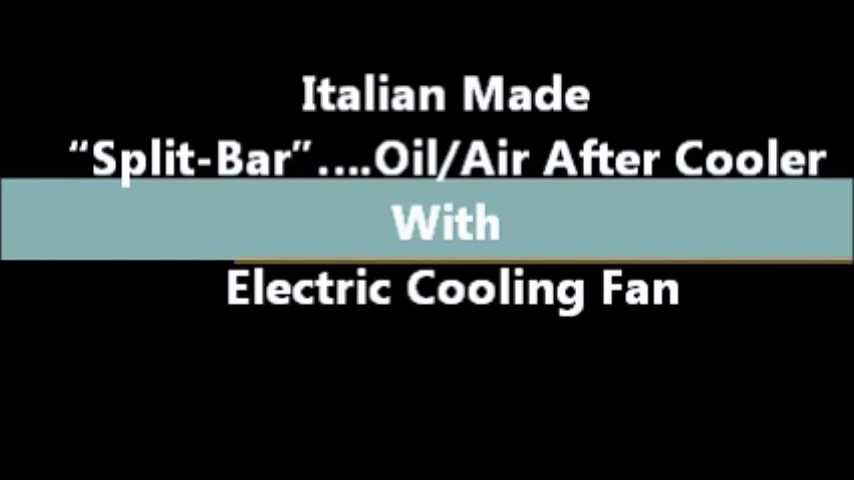 Italian Made
“Split-Bar”....Oil/Air After Cooler
With
Electric Cooling Fan